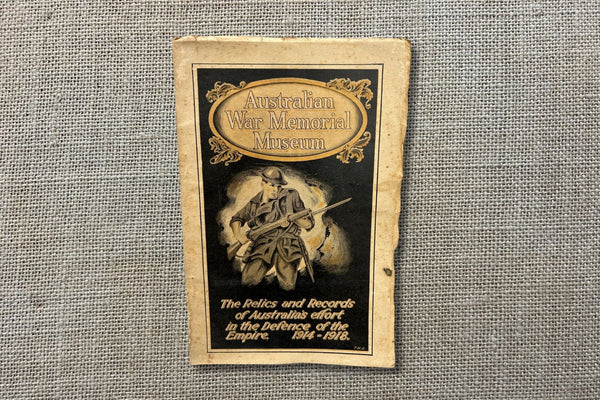 Australian
War Memorial
Museum
The Relics and Records
of Australia's effort
in the Defence of the
Empire. 1914-1918.